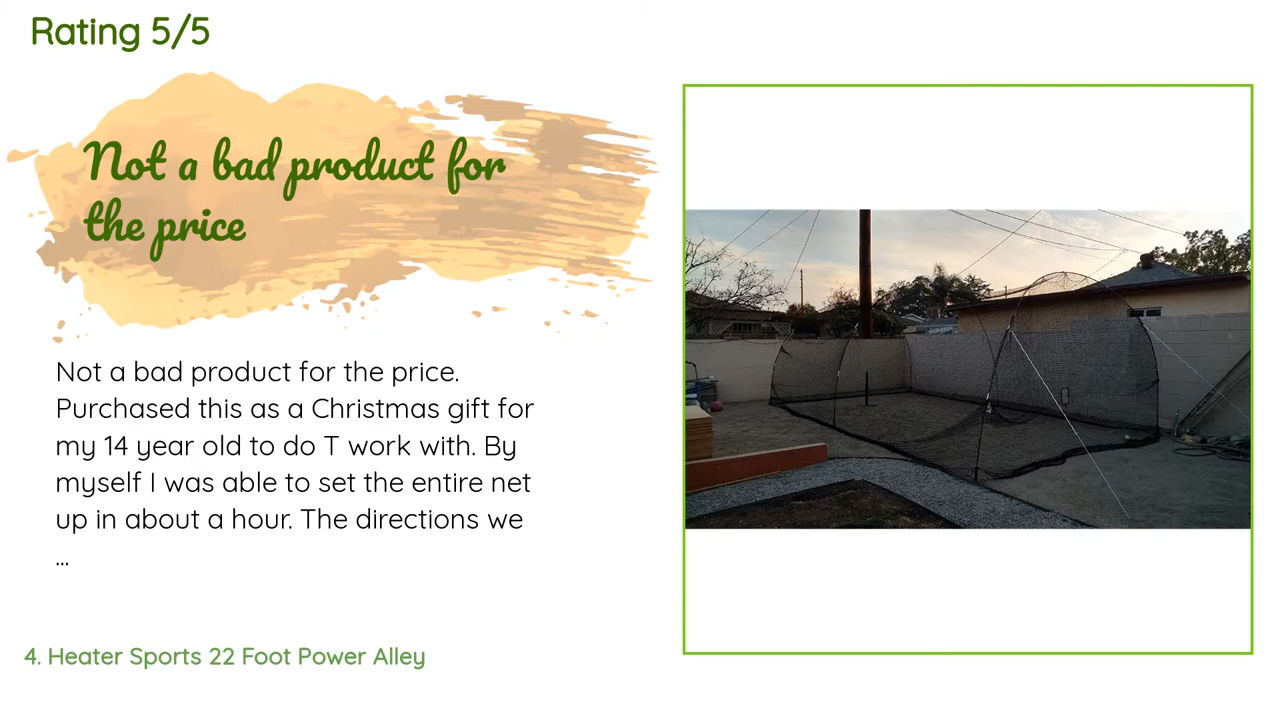 Rating 5/5
Not a bad product for
the price
Not a bad product for the price.
Purchased this as a Christmas gift for
my 14 year old to do T work with. By
myself I was able to set the entire net
up in about a hour. The directions we
...
4. Heater Sports 22 Foot Power Alley